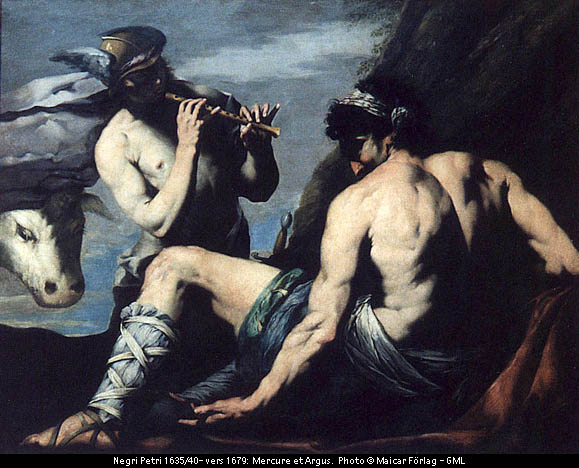 Negri Petri 1635/40- vers 1679: Mercure et Argus. Photo © Maicar Förlag - GML